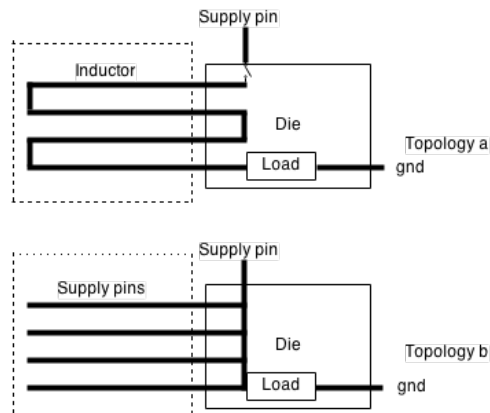 Supply pin
Inductor
Die
Topology a
Load
gnd
Supply pin
Supply pins
Die
Topology b
Load
gnd